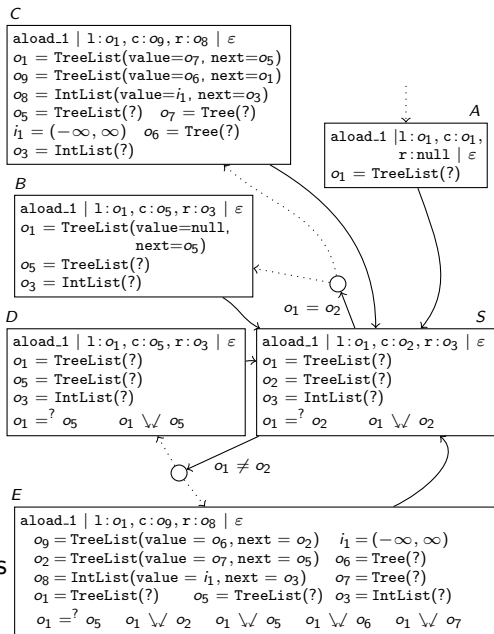 C
aload_1 | l:o₁, c:o₉, r:o₈ | ε
o₁ = TreeList(value=o₇, next=o₅)
o₉ = TreeList(value=o₆, next=o₁)
o₈ = IntList(value=i₁, next=o₃)
o₅ = TreeList(?) o₇ = Tree(?)
i₁ = (−∞, ∞) o₆ = Tree(?)
o₃ = IntList(?)
A
aload_1 |l:o₁, c:o₁,
r:null | ε
o₁ = TreeList(?)
B
aload_1 | l:o₁, c:o₅, r:o₃ | ε
o₁ = TreeList(value=null,
next=o₅)
o₅ = TreeList(?)
o₃ = IntList(?)
o₁ = o₂
D
aload_1 | l:o₁, c:o₅, r:o₃ | ε
o₁ = TreeList(?)
o₅ = TreeList(?)
o₃ = IntList(?)
o₁ =? o₅ o₁ ⇊ o₅
S
aload_1 | l:o₁, c:o₂, r:o₃ | ε
o₁ = TreeList(?)
o₂ = TreeList(?)
o₃ = IntList(?)
o₁ =? o₂ o₁ ⇊ o₂
o₁ ≠ o₂
E
aload_1 | l:o₁, c:o₉, r:o₈ | ε
o₉ = TreeList(value = o₆, next = o₂) i₁ = (−∞, ∞)
o₂ = TreeList(value = o₇, next = o₅) o₆ = Tree(?)
o₈ = IntList(value = i₁, next = o₃) o₇ = Tree(?)
o₁ = TreeList(?) o₅ = TreeList(?) o₃ = IntList(?)
o₁ =? o₅ o₁ ⇊ o₂ o₁ ⇊ o₅ o₁ ⇊ o₆ o₁ ⇊ o₇
s